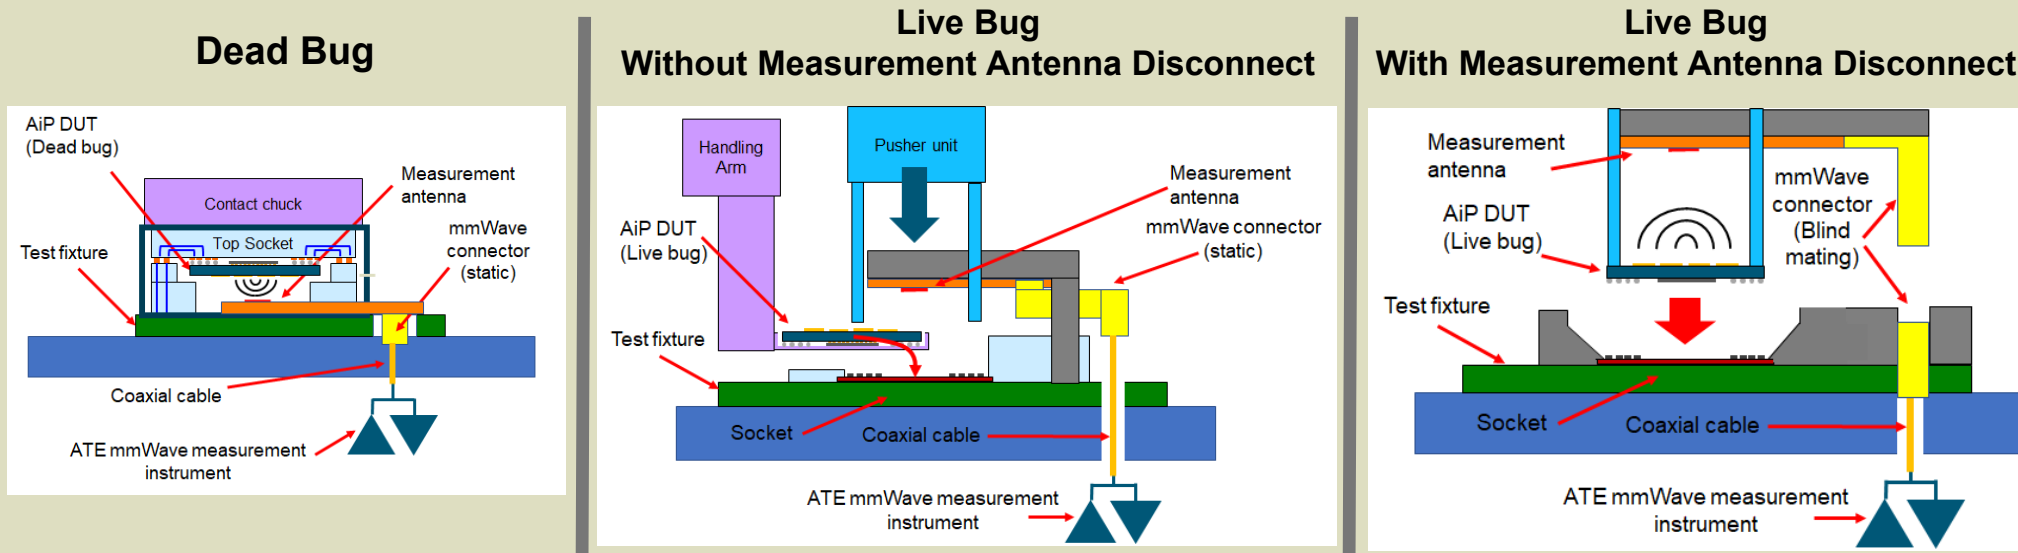 Dead Bug
AiP DUT
(Dead bug)
Contact chuck
Top Socket
Measurement
antenna
mmWave
connector
(static)
Test fixture
Coaxial cable
ATE mmWave measurement
instrument
Live Bug
Without Measurement Antenna Disconnect
Handling
Arm
Pusher unit
Measurement
antenna
mmWave connector
(static)
AiP DUT
(Live bug)
Test fixture
Socket
Coaxial cable
ATE mmWave measurement
instrument
Live Bug
With Measurement Antenna Disconnect
Measurement
antenna
mmWave
connector
(Blind
mating)
AiP DUT
(Live bug)
Test fixture
Socket
Coaxial cable
ATE mmWave measurement
instrument